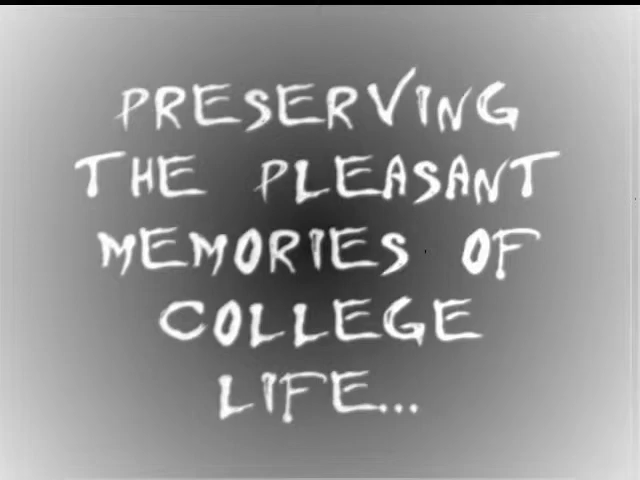 PRESERVING
THE PLEASANT
MEMORIES OF
COLLEGE
LIFE...